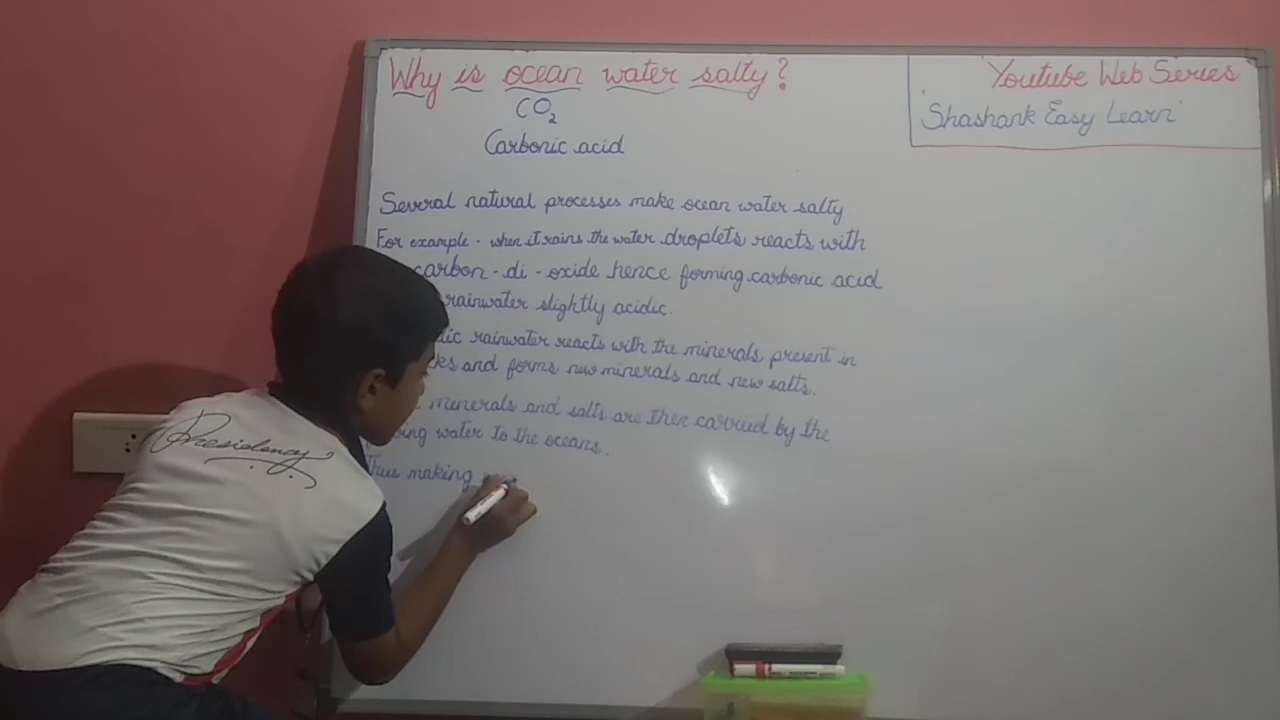 Why is ocean water salty?
Youtube Web Series
'Shashank Easy Learn'
CO2
Carbonic acid
Several natural processes make ocean water salty
For example - when it rains the water droplets reacts with
carbon - di - oxide hence forming carbonic acid
rainwater slightly acidic.
rainwater reacts with the minerals present in
and forms new minerals and new salts.
minerals and salts are then carried by the
water to the oceans.
Thus making
Presidency